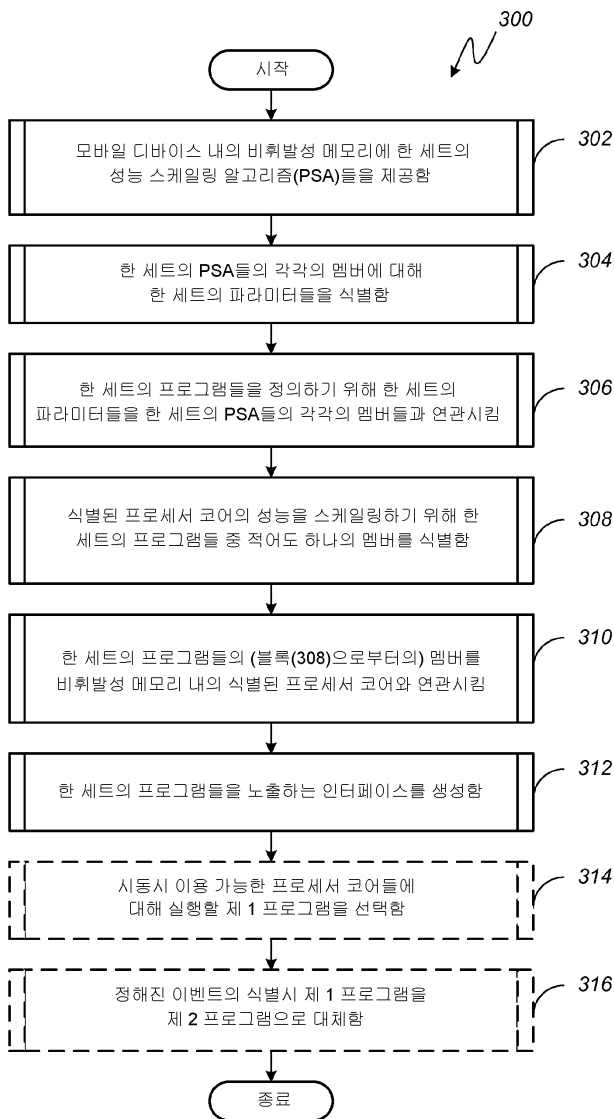 300
시작
모바일 디바이스 내의 비휘발성 메모리에 한 세트의
성능 스케일링 알고리즘(PSA)들을 제공함
302
한 세트의 PSA들의 각각의 멤버에 대해
한 세트의 파라미터들을 식별함
304
한 세트의 프로그램들을 정의하기 위해 한 세트의
파라미터들을 한 세트의 PSA들의 각각의 멤버들과 연관시킴
306
식별된 프로세서 코어의 성능을 스케일링하기 위해 한
세트의 프로그램들 중 적어도 하나의 멤버를 식별함
308
한 세트의 프로그램들의 (블록(308)으로부터의) 멤버를
비휘발성 메모리 내의 식별된 프로세서 코어와 연관시킴
310
한 세트의 프로그램들을 노출하는 인터페이스를 생성함
312
시동시 이용 가능한 프로세서 코어들에
대해 실행할 제 1 프로그램을 선택함
314
정해진 이벤트의 식별시 제 1 프로그램을
제 2 프로그램으로 대체함
316
종료